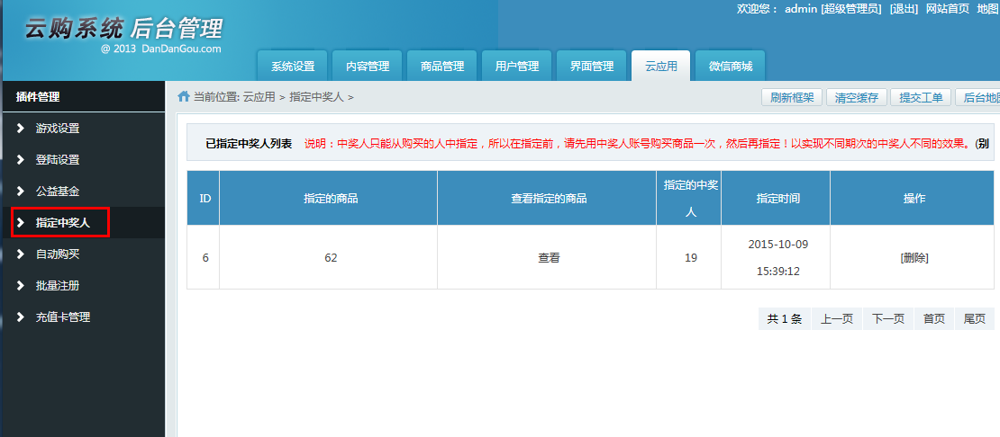 云购系统 后台管理
@ 2013 DanDanGou.com
欢迎您： admin [超级管理员] [退出] 网站首页 地图
系统设置 内容管理 商品管理 用户管理 界面管理 云应用 微信商城
插件管理
游戏设置
登陆设置
公益基金
指定中奖人
自动购买
批量注册
充值卡管理
当前位置: 云应用 > 指定中奖人 >
刷新框架 清空缓存 提交工单 后台地
已指定中奖人列表 说明：中奖人只能从购买的人中指定，所以在指定前，请先用中奖人账号购买商品一次，然后再指定！以实现不同期次的中奖人不同的效果。(别
ID 指定的商品 查看指定的商品 指定的中奖
人 指定时间 操作
6 62 查看 19 2015-10-09
15:39:12 [删除]
共 1 条 上一页 下一页 首页 尾页